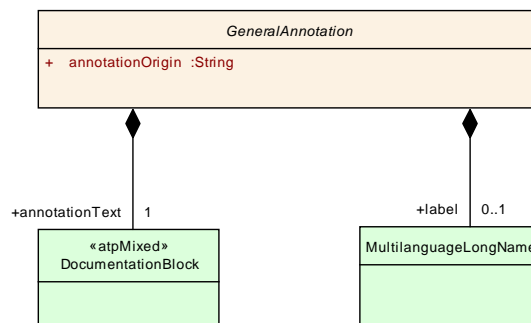 GeneralAnnotation
+ annotationOrigin :String
+annotationText 1
+label 0..1
«atpMixed»
DocumentationBlock
MultilanguageLongName